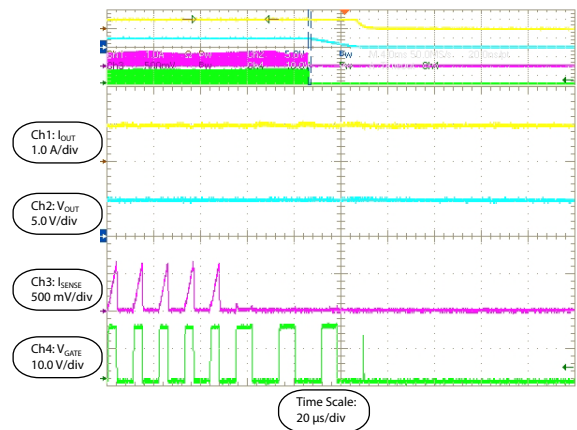 Ch1: IOUT
1.0 A/div
Ch2: VOUT
5.0 V/div
Ch3: ISENSE
500 mV/div
Ch4: VGATE
10.0 V/div
Time Scale:
20 µs/div